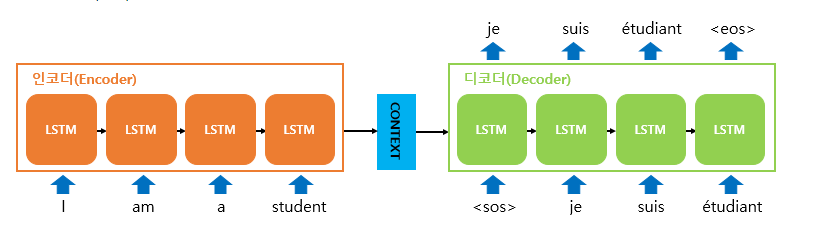 je suis étudiant <eos>
인코더(Encoder)
디코더(Decoder)
LSTM LSTM LSTM LSTM
CONTEXT
LSTM LSTM LSTM LSTM
I am a student
<sos> je suis étudiant